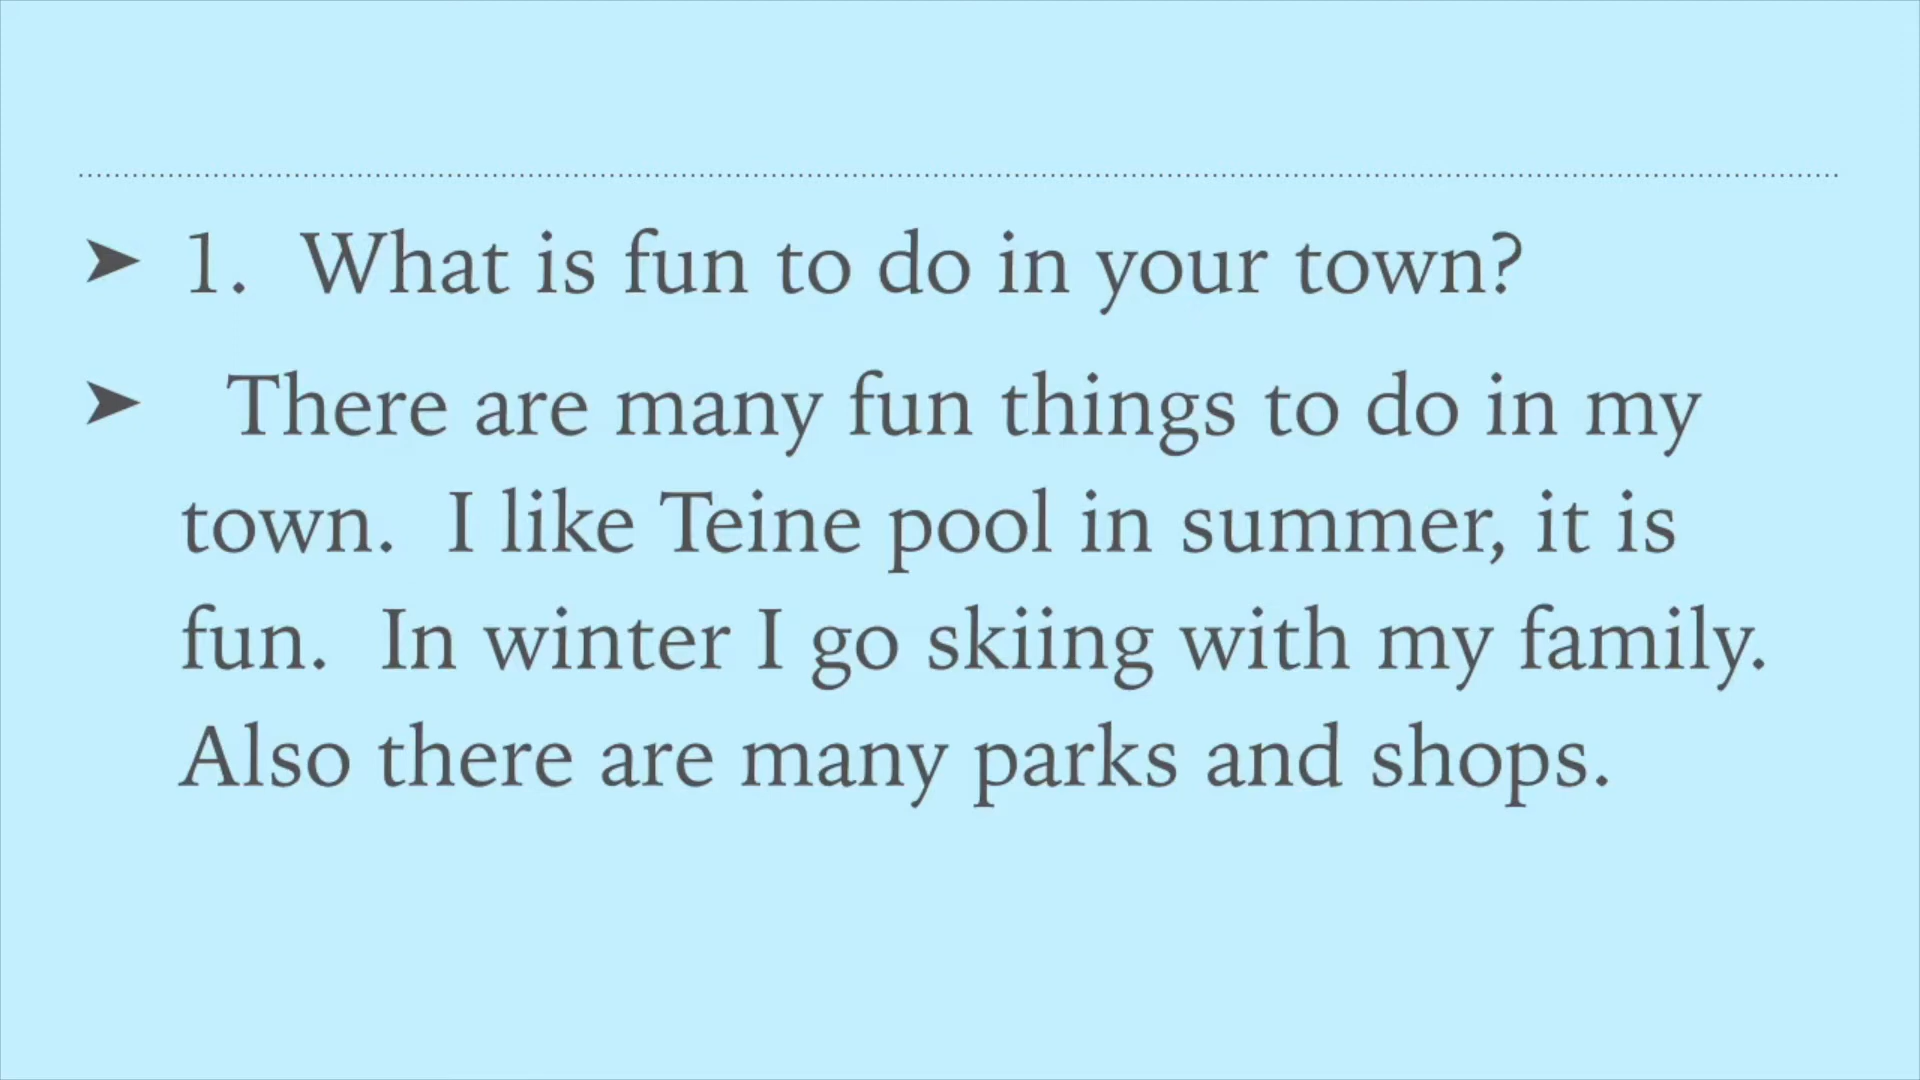 ➤ 1.  What is fun to do in your town?
➤ There are many fun things to do in my
town.  I like Teine pool in summer, it is
fun.  In winter I go skiing with my family.
Also there are many parks and shops.